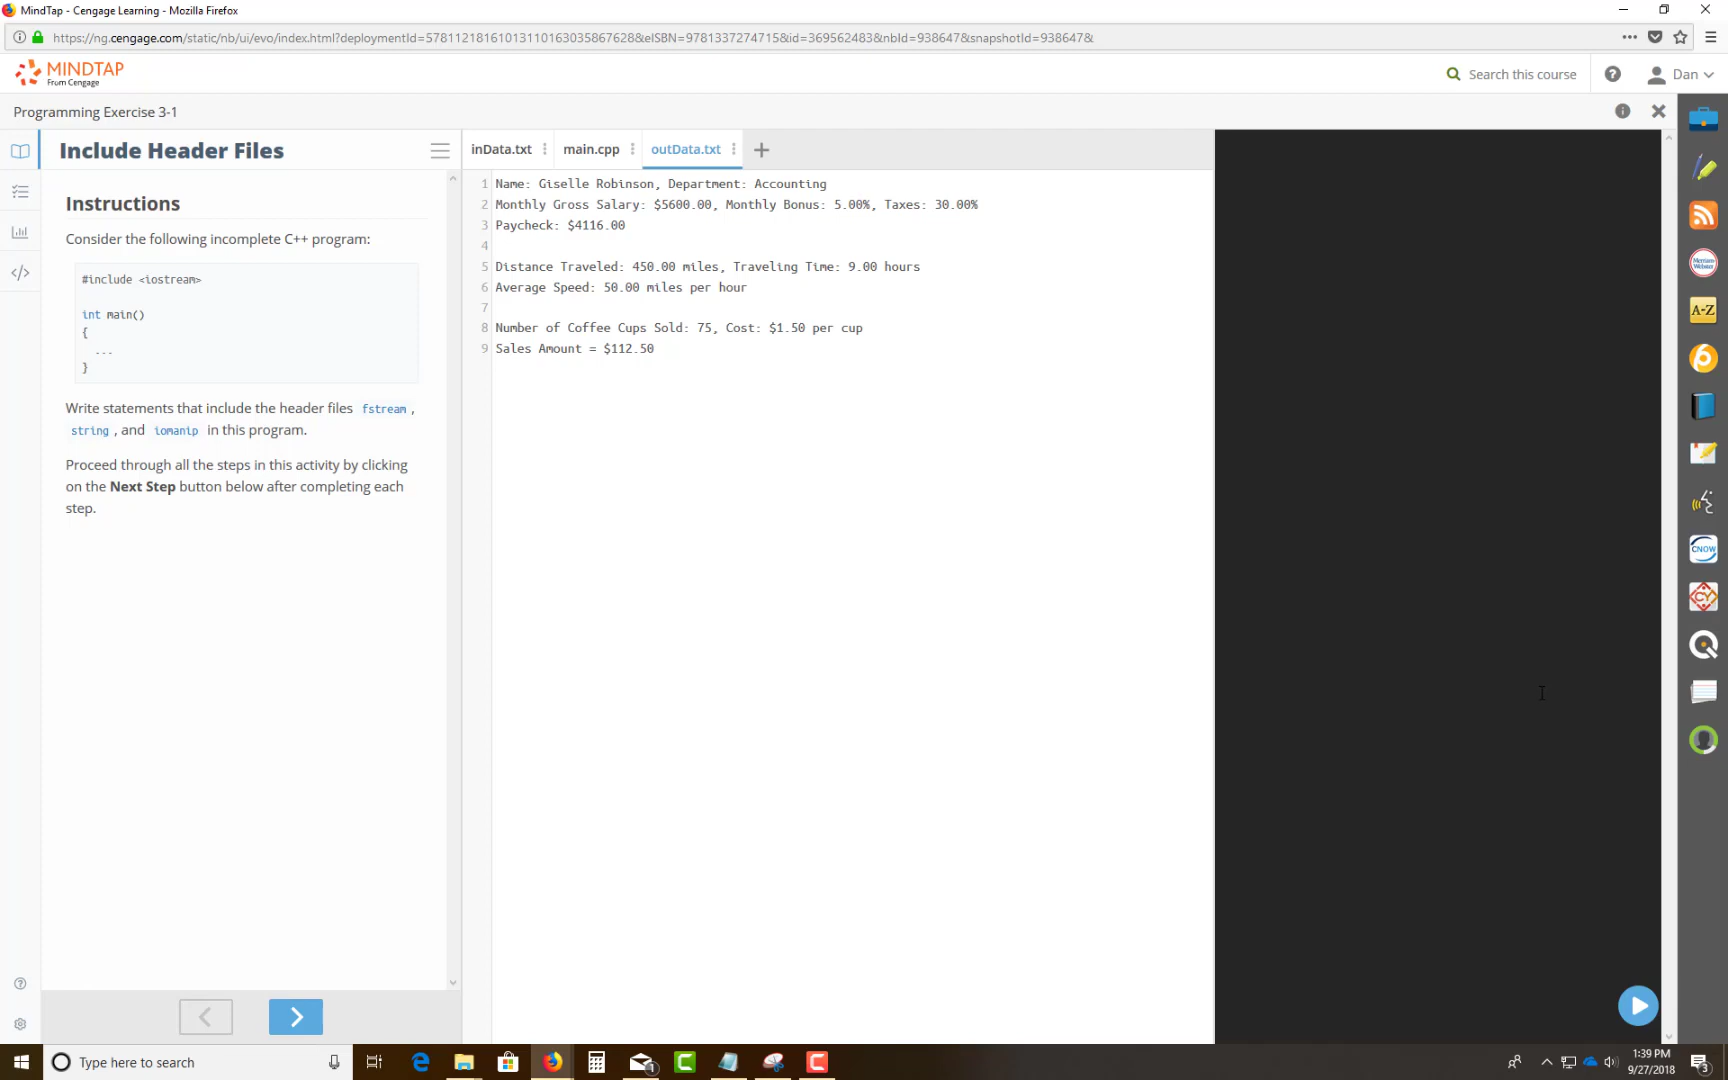 MindTap - Cengage Learning - Mozilla Firefox
https://ng.cengage.com/static/nb/ui/evo/index.html?deploymentId=57811218161013110163035867628&eISBN=9781337274715&id=369562483&nbId=938647&snapshotId=938647&
MINDTAP
From Cengage
Search this course
Dan
Programming Exercise 3-1
Include Header Files
inData.txt
main.cpp
outData.txt
Instructions
Consider the following incomplete C++ program:
#include <iostream>
int main()
{
...
}
Write statements that include the header files fstream ,
string , and iomanip in this program.
Proceed through all the steps in this activity by clicking
on the Next Step button below after completing each
step.
1 Name: Giselle Robinson, Department: Accounting
2 Monthly Gross Salary: $5600.00, Monthly Bonus: 5.00%, Taxes: 30.00%
3 Paycheck: $4116.00
4
5 Distance Traveled: 450.00 miles, Traveling Time: 9.00 hours
6 Average Speed: 50.00 miles per hour
7
8 Number of Coffee Cups Sold: 75, Cost: $1.50 per cup
9 Sales Amount = $112.50
A-Z
CNOW
CY
Type here to search
1
1:39 PM
9/27/2018
3